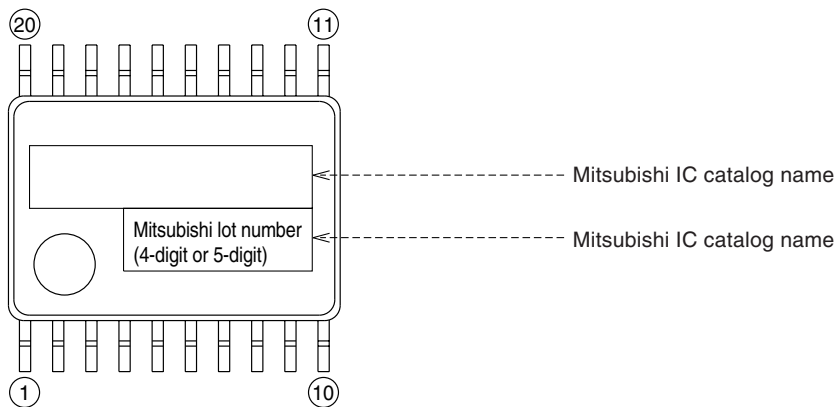 20 11
Mitsubishi IC catalog name
Mitsubishi lot number
(4-digit or 5-digit)
Mitsubishi IC catalog name
1 10